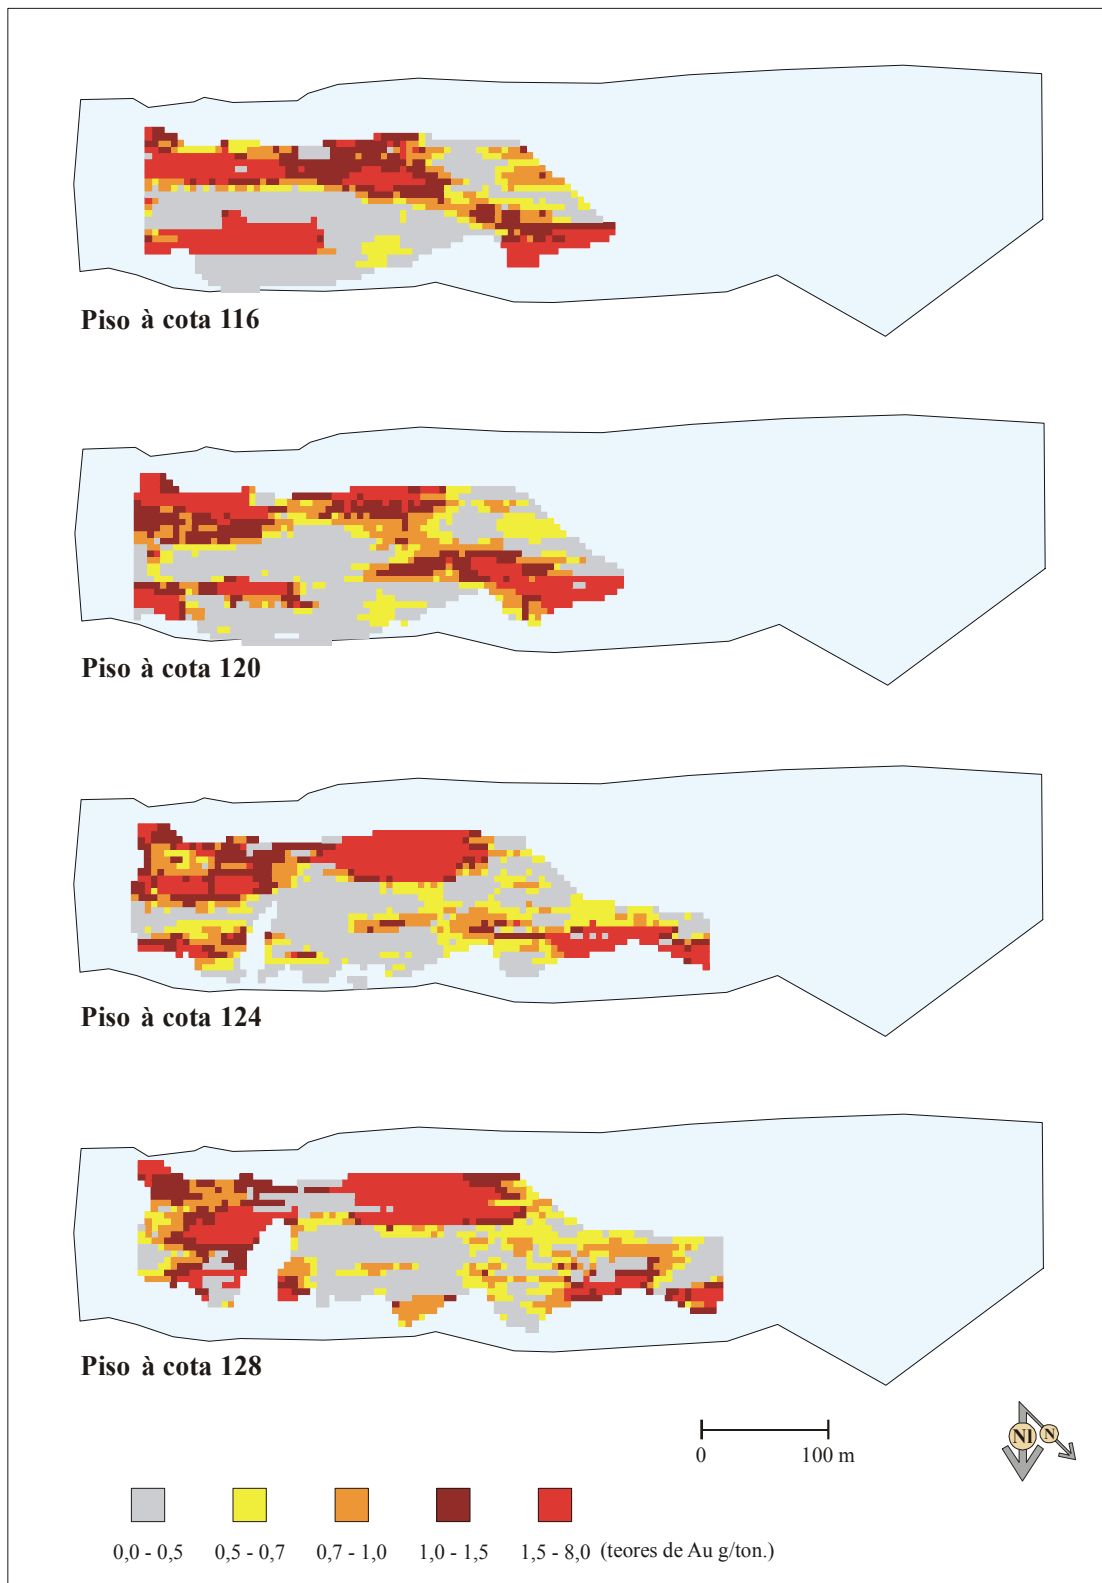 Piso à cota 116
Piso à cota 120
Piso à cota 124
Piso à cota 128
0 100 m
NI N
0,0 - 0,5 0,5 - 0,7 0,7 - 1,0 1,0 - 1,5 1,5 - 8,0 (teores de Au g/ton.)